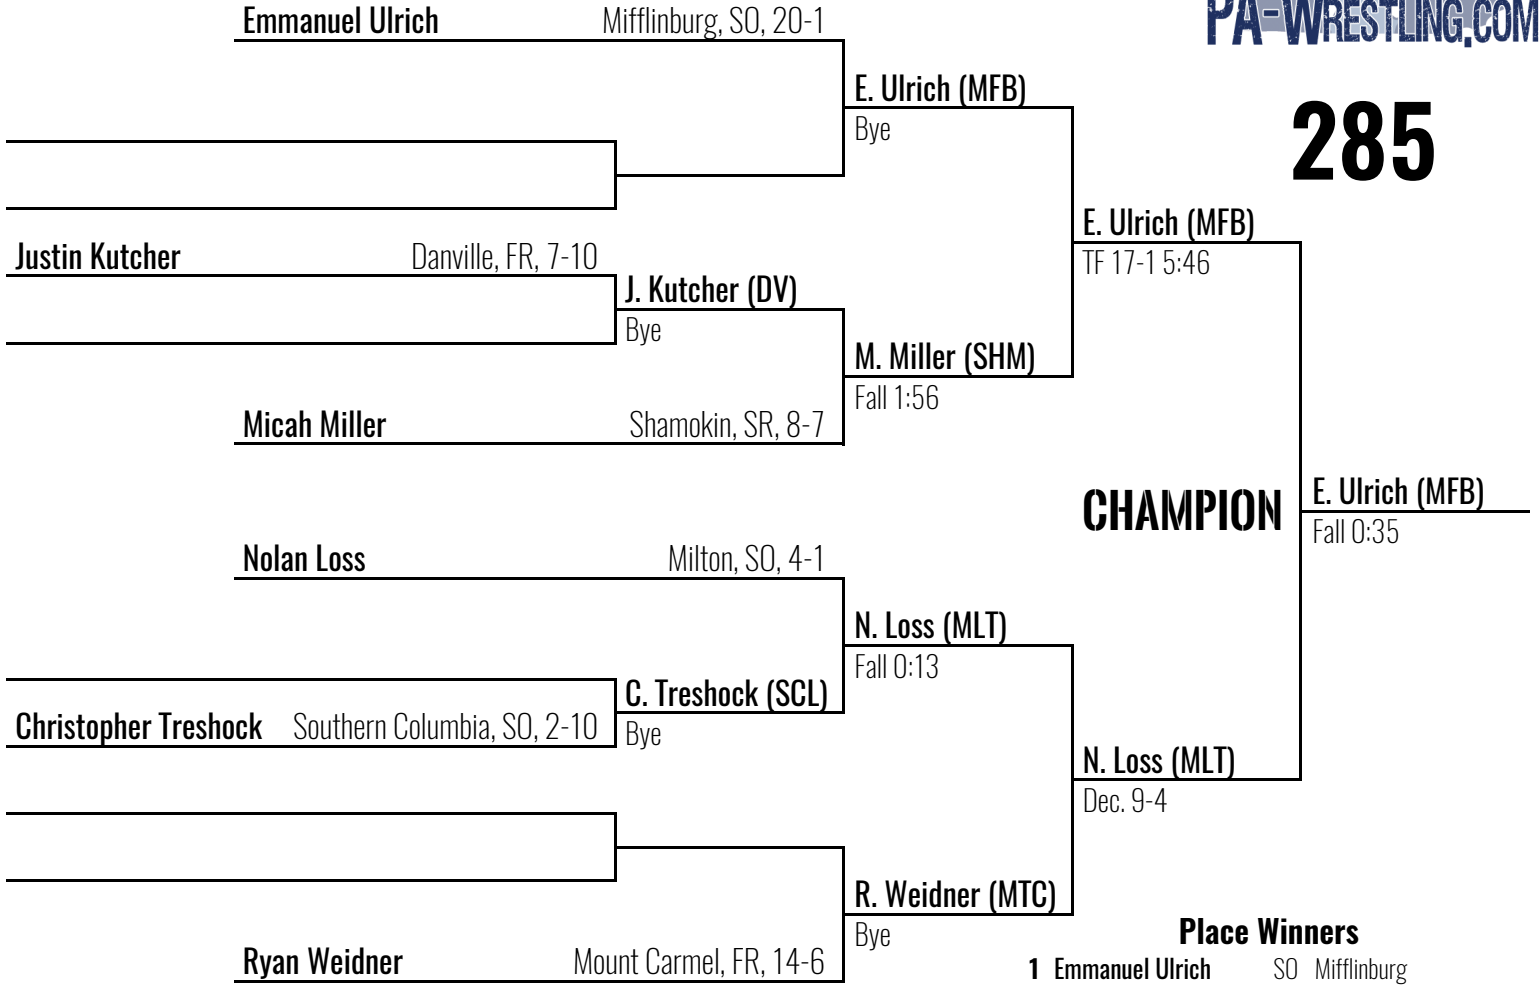 Emmanuel Ulrich Mifflinburg, SO, 20-1
PA-WRESTLING.COM
E. Ulrich (MFB)
Bye
285
E. Ulrich (MFB)
TF 17-1 5:46
Justin Kutcher Danville, FR, 7-10
J. Kutcher (DV)
Bye
M. Miller (SHM)
Fall 1:56
Micah Miller Shamokin, SR, 8-7
CHAMPION
E. Ulrich (MFB)
Fall 0:35
Nolan Loss Milton, SO, 4-1
N. Loss (MLT)
Fall 0:13
C. Treshock (SCL)
Bye
Christopher Treshock Southern Columbia, SO, 2-10
N. Loss (MLT)
Dec. 9-4
R. Weidner (MTC)
Bye
Ryan Weidner Mount Carmel, FR, 14-6
Place Winners
1 Emmanuel Ulrich SO Mifflinburg